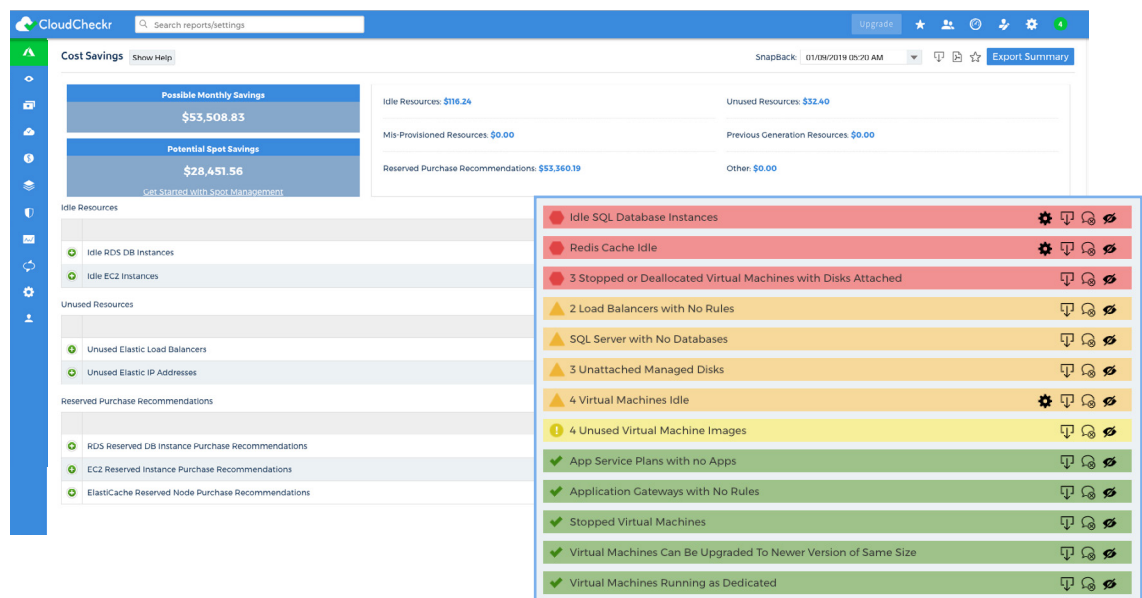 CloudCheckr
Search reports/settings
Upgrade
4
Cost Savings
Show Help
SnapBack:
01/09/2019 05:20 AM
Export Summary
Possible Monthly Savings
$53,508.83
Potential Spot Savings
$28,451.56
Get Started with Spot Management
Idle Resources: $116.24
Unused Resources: $32.40
Mis-Provisioned Resources: $0.00
Previous Generation Resources: $0.00
Reserved Purchase Recommendations: $53,360.19
Other: $0.00
Idle Resources
Idle RDS DB Instances
Idle EC2 Instances
Unused Resources
Unused Elastic Load Balancers
Unused Elastic IP Addresses
Reserved Purchase Recommendations
RDS Reserved DB Instance Purchase Recommendations
EC2 Reserved Instance Purchase Recommendations
ElastiCache Reserved Node Purchase Recommendations
Idle SQL Database Instances
Redis Cache Idle
3 Stopped or Deallocated Virtual Machines with Disks Attached
2 Load Balancers with No Rules
SQL Server with No Databases
3 Unattached Managed Disks
4 Virtual Machines Idle
4 Unused Virtual Machine Images
App Service Plans with no Apps
Application Gateways with No Rules
Stopped Virtual Machines
Virtual Machines Can Be Upgraded To Newer Version of Same Size
Virtual Machines Running as Dedicated